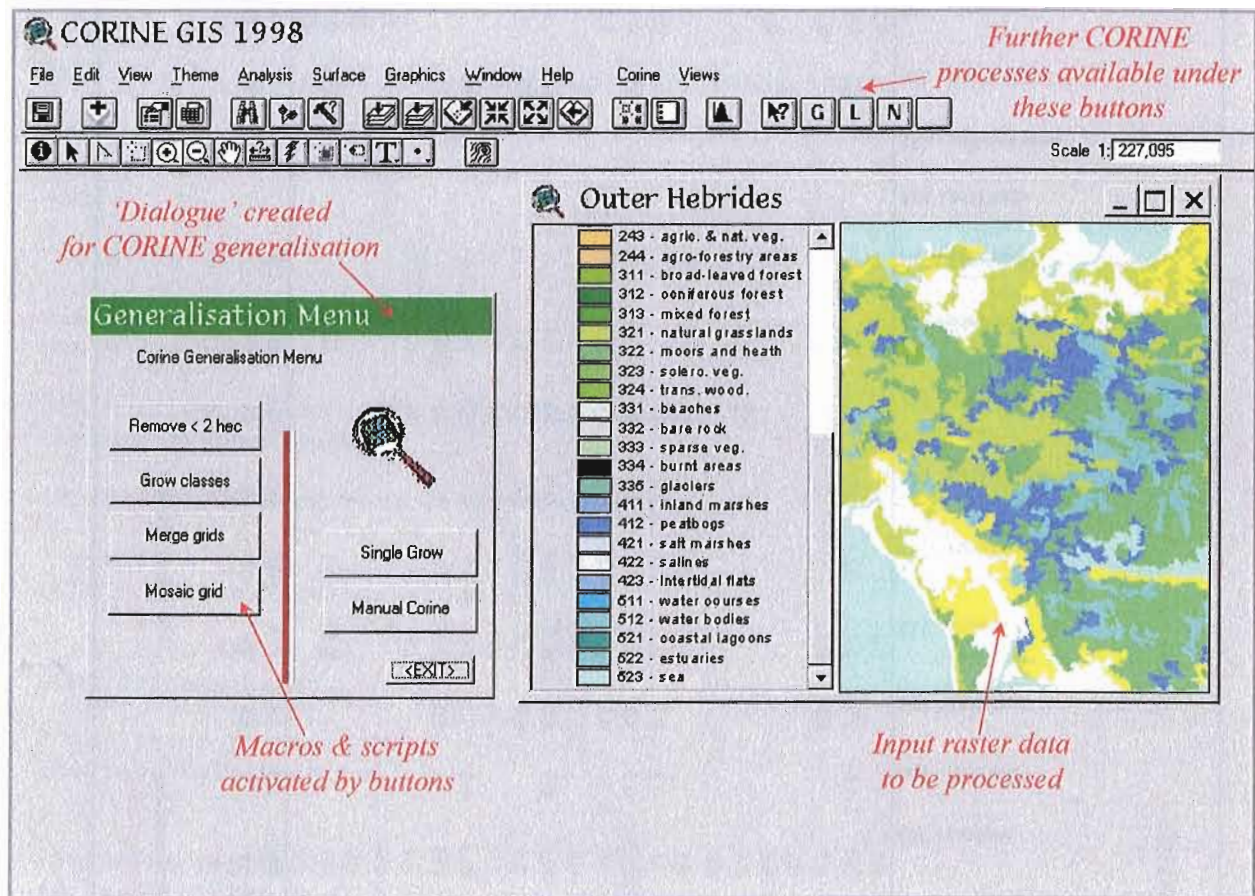 CORINE GIS 1998
Further CORINE
processes available under
these buttons
File Edit View Theme Analysis Surface Graphics Window Help Corine Views
G L N
T
Scale 1: 227,095
'Dialogue' created
for CORINE generalisation
Generalisation Menu
Corine Generalisation Menu
Remove < 2 hec
Grow classes
Merge grids
Mosaic grid
Single Grow
Manual Corine
<EXIT>
Macros & scripts
activated by buttons
Outer Hebrides
243 - agric. & nat. veg.
244 - agro-forestry areas
311 - broad-leaved forest
312 - coniferous forest
313 - mixed forest
321 - natural grasslands
322 - moors and heath
323 - sclero. veg.
324 - trans. wood.
331 - beaches
332 - bare rock
333 - sparse veg.
334 - burnt areas
335 - glaciers
411 - inland marshes
412 - peatbogs
421 - salt marshes
422 - salines
423 - intertidal flats
511 - water courses
512 - water bodies
521 - coastal lagoons
522 - estuaries
523 - sea
Input raster data
to be processed